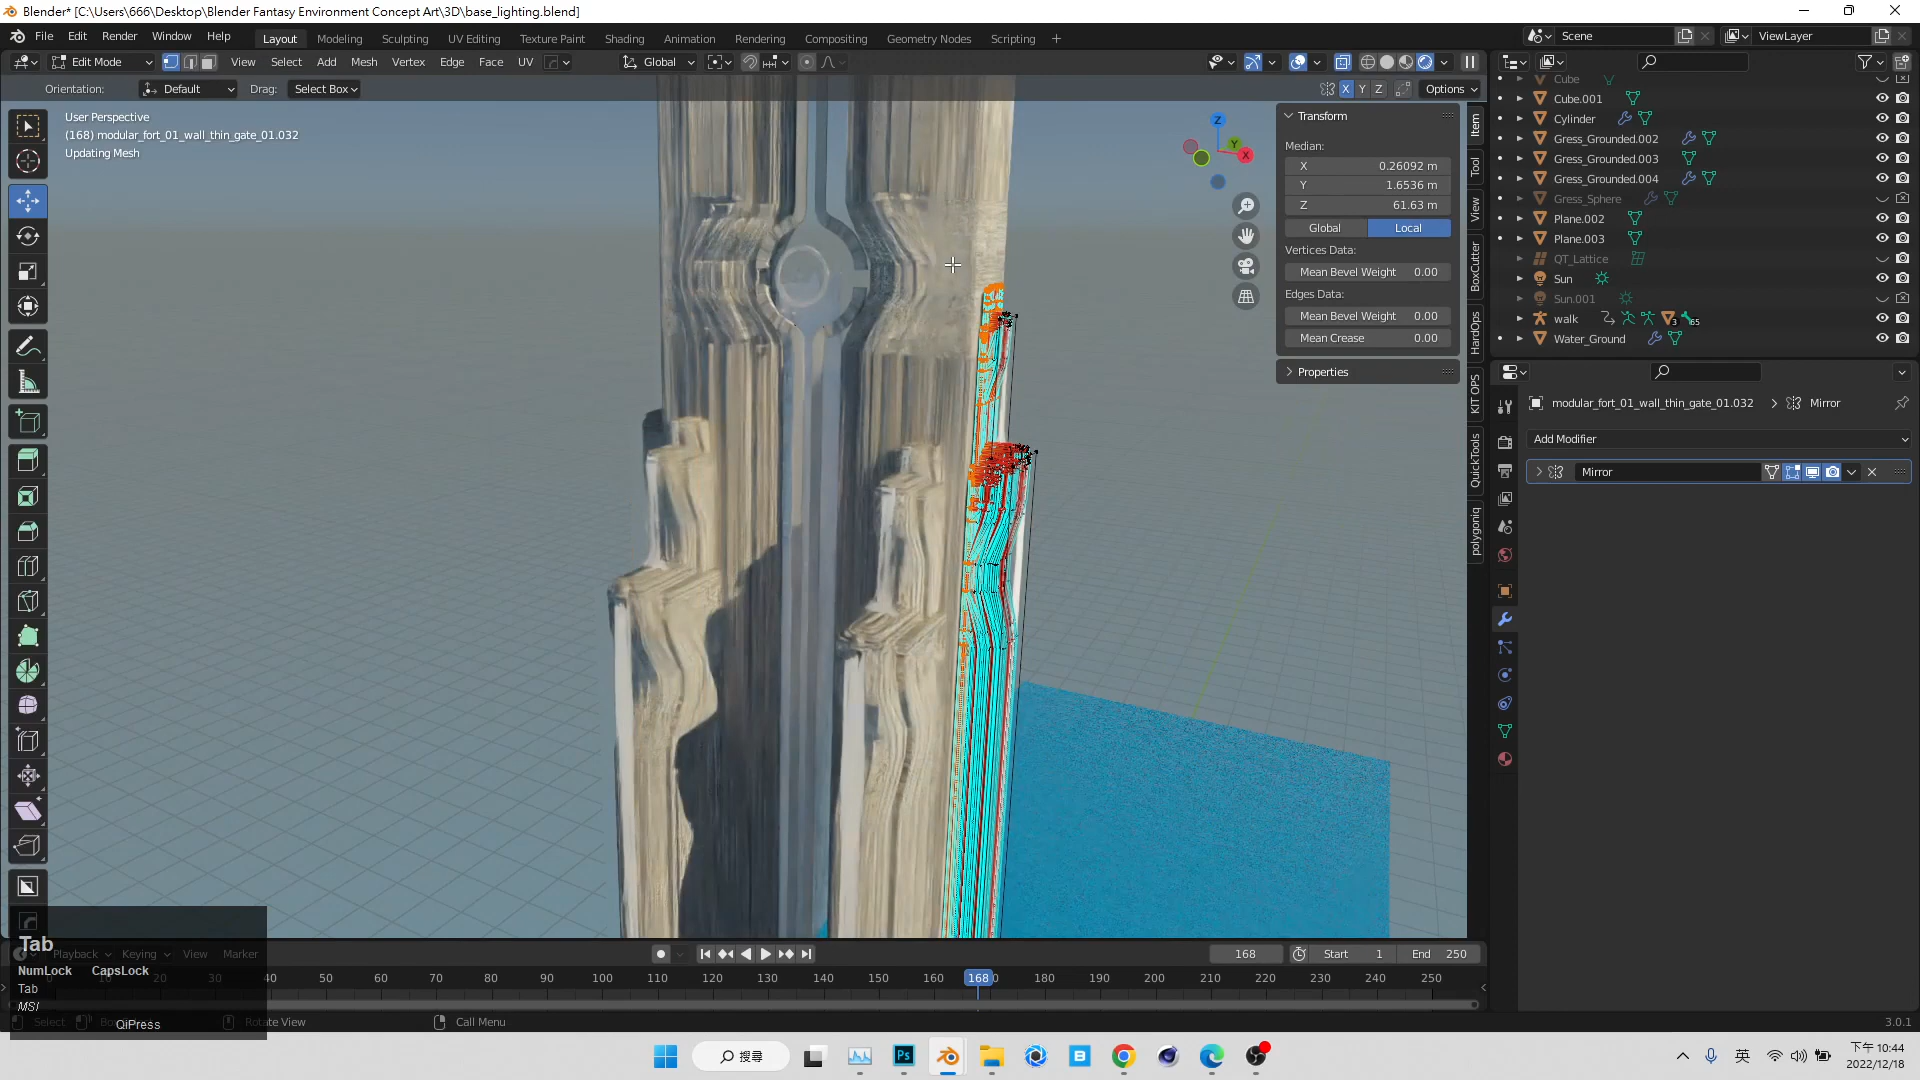 Blender* [C:\Users\666\Desktop\Blender Fantasy Environment Concept Art\3D\base_lighting.blend]
File Edit Render Window Help Layout Modeling Sculpting UV Editing Texture Paint Shading Animation Rendering Compositing Geometry Nodes Scripting + Scene ViewLayer
Edit Mode View Select Add Mesh Vertex Edge Face UV Global
Orientation: Default Drag: Select Box X Y Z Options
User Perspective
(168) modular_fort_01_wall_thin_gate_01.032
Updating Mesh
Z
Y
X
Transform
Median:
X 0.26092 m
Y 1.6536 m
Z 61.63 m
Global Local
Vertices Data:
Mean Bevel Weight 0.00
Edges Data:
Mean Bevel Weight 0.00
Mean Crease 0.00
Properties
Item
Tool
View
BoxCutter
HardOps
KIT OPS
QuickTools
polygoniq
Cube
Cube.001
Cylinder
Gress_Grounded.002
Gress_Grounded.003
Gress_Grounded.004
Gress_Sphere
Plane.002
Plane.003
QT_Lattice
Sun
Sun.001
walk 3 65
Water_Ground
modular_fort_01_wall_thin_gate_01.032 > Mirror
Add Modifier
Mirror
Tab
Playback Keying View Marker
168 Start 1 End 250
NumLock CapsLock
0 30 40 50 60 70 80 90 100 110 120 130 140 150 160 168 180 190 200 210 220 230 240 250
Tab
MSI
QiPress
Select Rotate View Call Menu 3.0.1
搜尋 Ps B 英 下午 10:44
2022/12/18